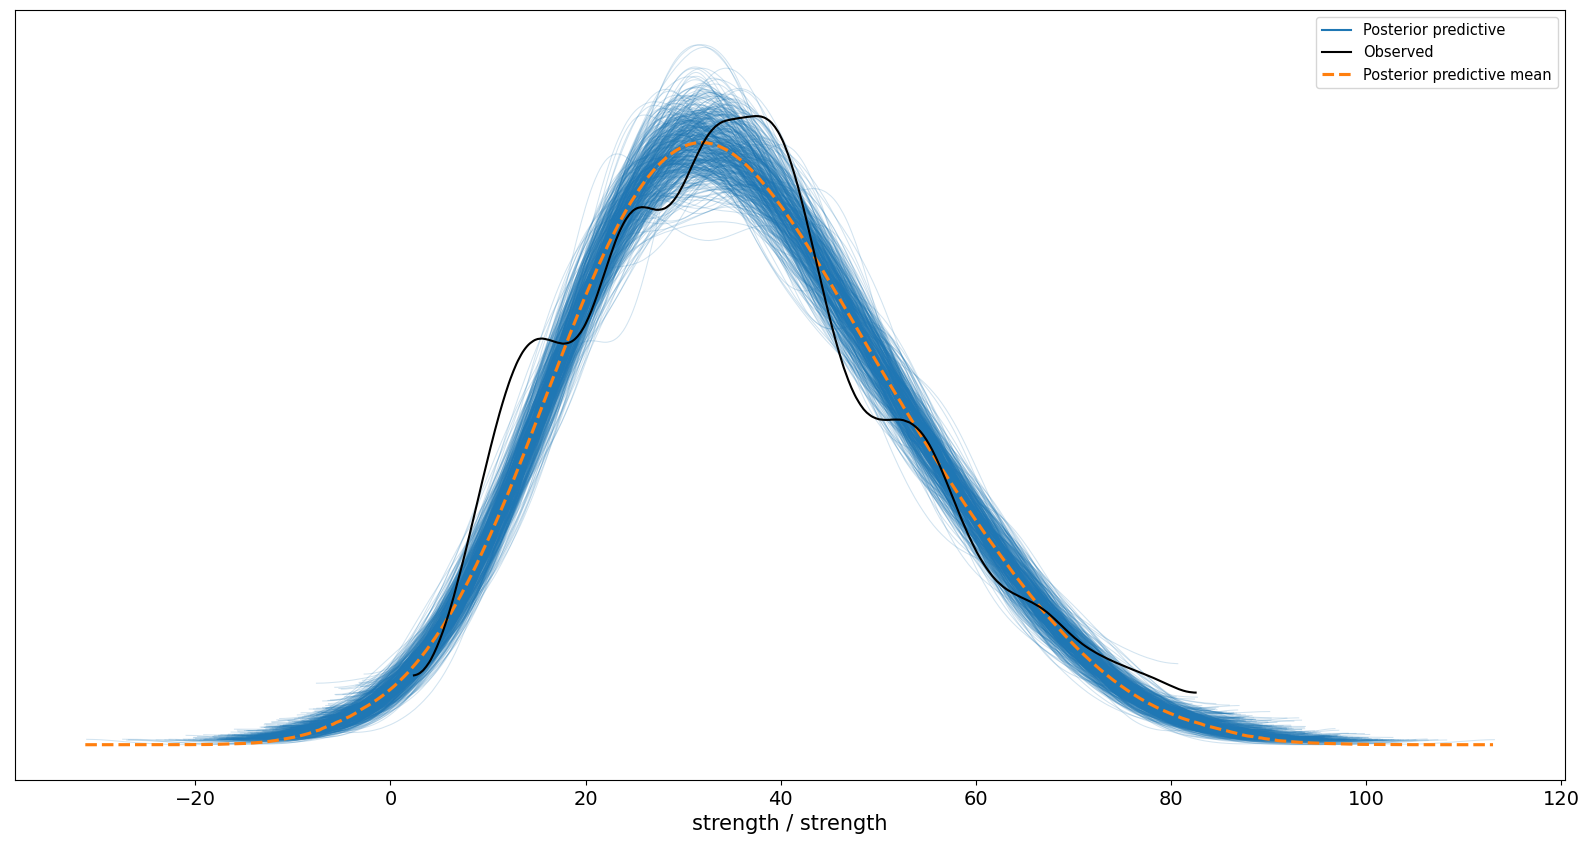 Posterior predictive
Observed
Posterior predictive mean
−20 0 20 40 60 80 100 120
strength / strength